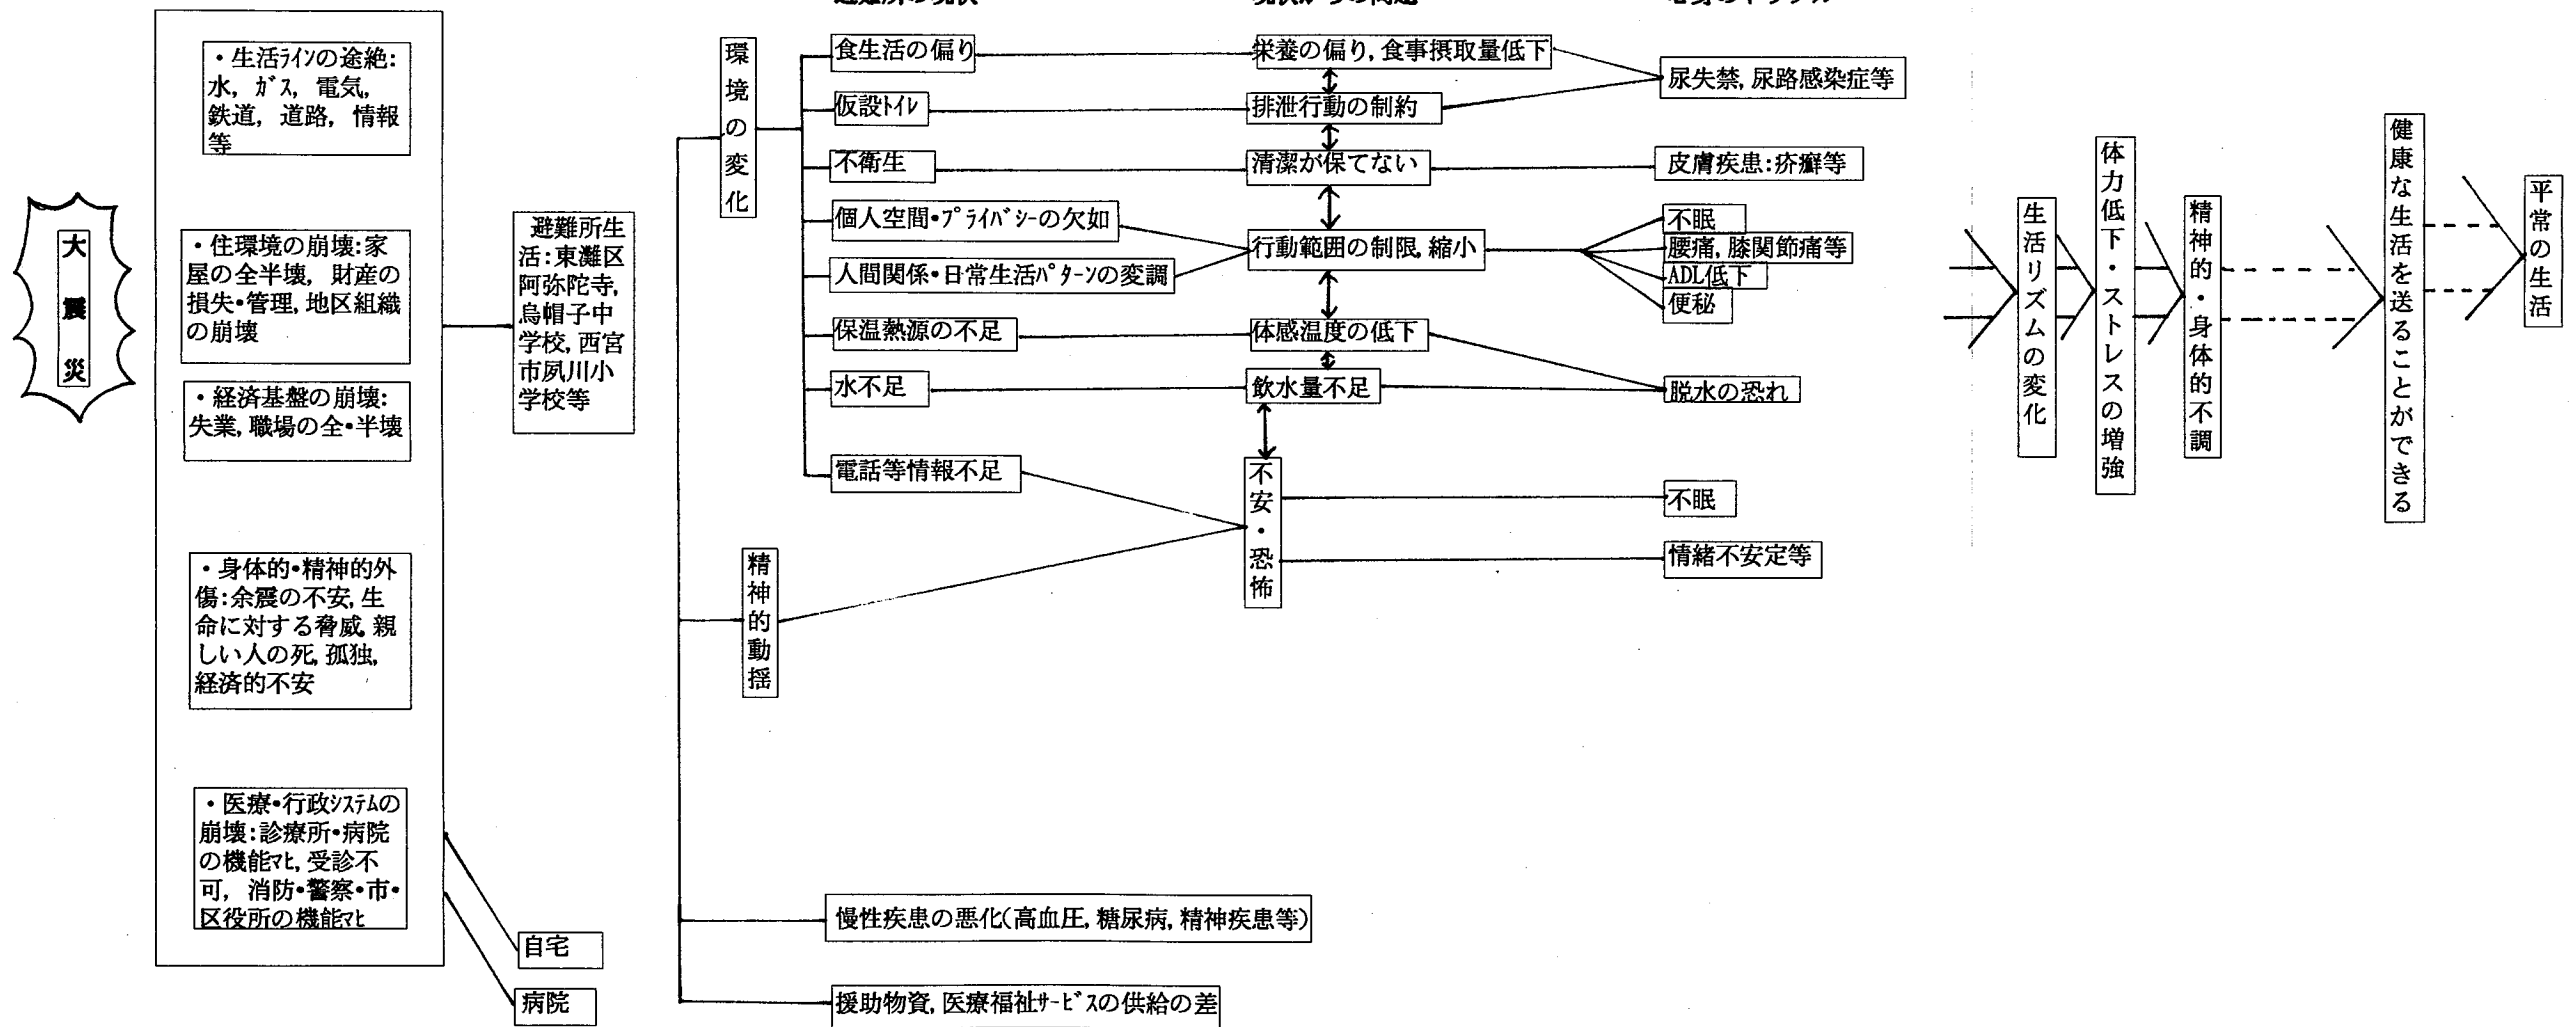 大震災
・生活ﾗｲﾝの途絶:
水, ｶﾞｽ, 電気,
鉄道, 道路, 情報
等
・住環境の崩壊:家
屋の全半壊, 財産の
損失・管理, 地区組織
の崩壊
・経済基盤の崩壊:
失業, 職場の全・半壊
・身体的・精神的外
傷:余震の不安, 生
命に対する脅威, 親
しい人の死, 孤独,
経済的不安
・医療・行政ｼｽﾃﾑの
崩壊:診療所・病院
の機能ﾏﾋ, 受診不
可, 消防・警察・市・
区役所の機能ﾏﾋ
避難所生
活:東灘区
阿弥陀寺,
烏帽子中
学校, 西宮
市夙川小
学校等
自宅
病院
環境の変化
精神的動揺
食生活の偏り
仮設ﾄｲﾚ
不衛生
個人空間・ﾌﾟﾗｲﾊﾞｼｰの欠如
人間関係・日常生活ﾊﾟﾀｰﾝの変調
保温熱源の不足
水不足
電話等情報不足
慢性疾患の悪化(高血圧, 糖尿病, 精神疾患等)
援助物資, 医療福祉ｻｰﾋﾞｽの供給の差
栄養の偏り, 食事摂取量低下
排泄行動の制約
清潔が保てない
行動範囲の制限, 縮小
体感温度の低下
飲水量不足
不安・恐怖
尿失禁, 尿路感染症等
皮膚疾患:疥癬等
不眠
腰痛, 膝関節痛等
ADL低下
便秘
脱水の恐れ
不眠
情緒不安定等
生活リズムの変化
体力低下・ストレスの増強
精神的・身体的不調
健康な生活を送ることができる
平常の生活